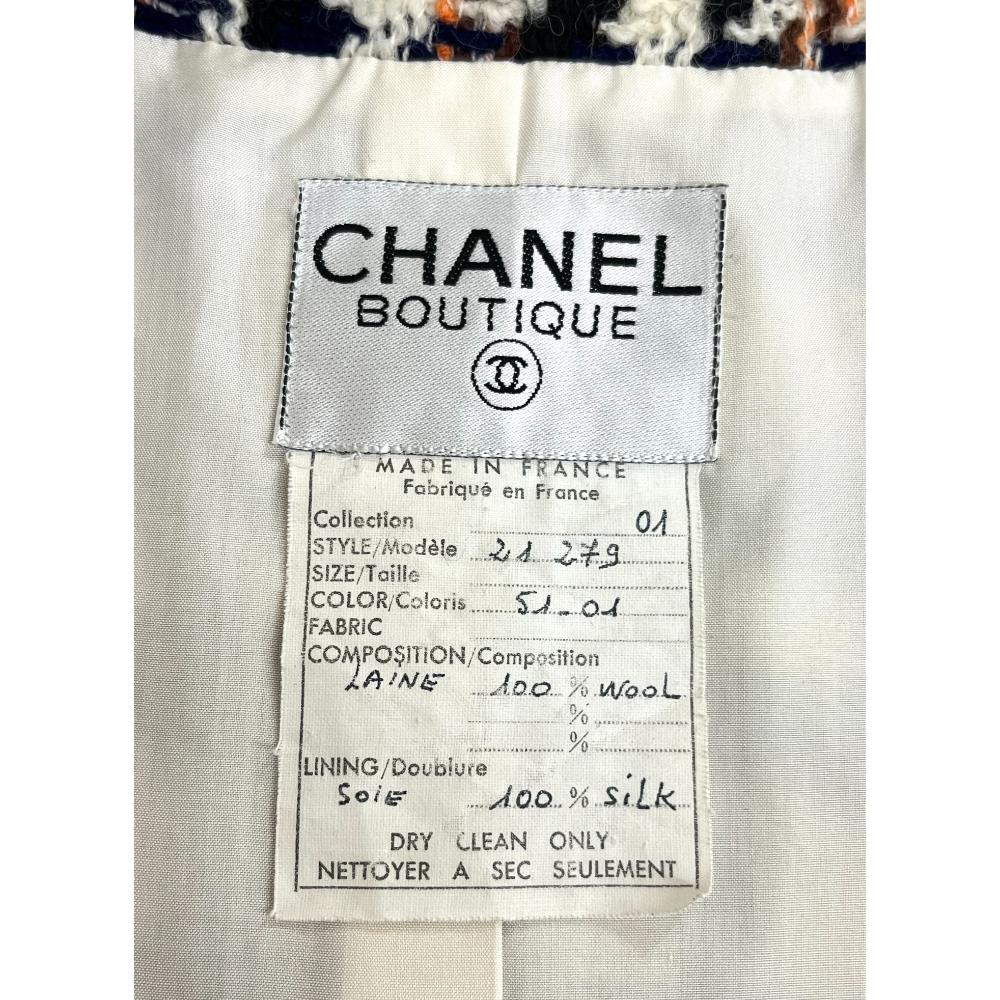 CHANEL
BOUTIQUE
MADE IN FRANCE
Fabriqué en France
Collection 01
STYLE/Modèle 21 279
SIZE/Taille
COLOR/Coloris 51-01
FABRIC
COMPOSITION/Composition
LAINE 100 % WOOL
%
%
LINING/Doublure
SOIE 100 % SILK
DRY CLEAN ONLY
NETTOYER A SEC SEULEMENT